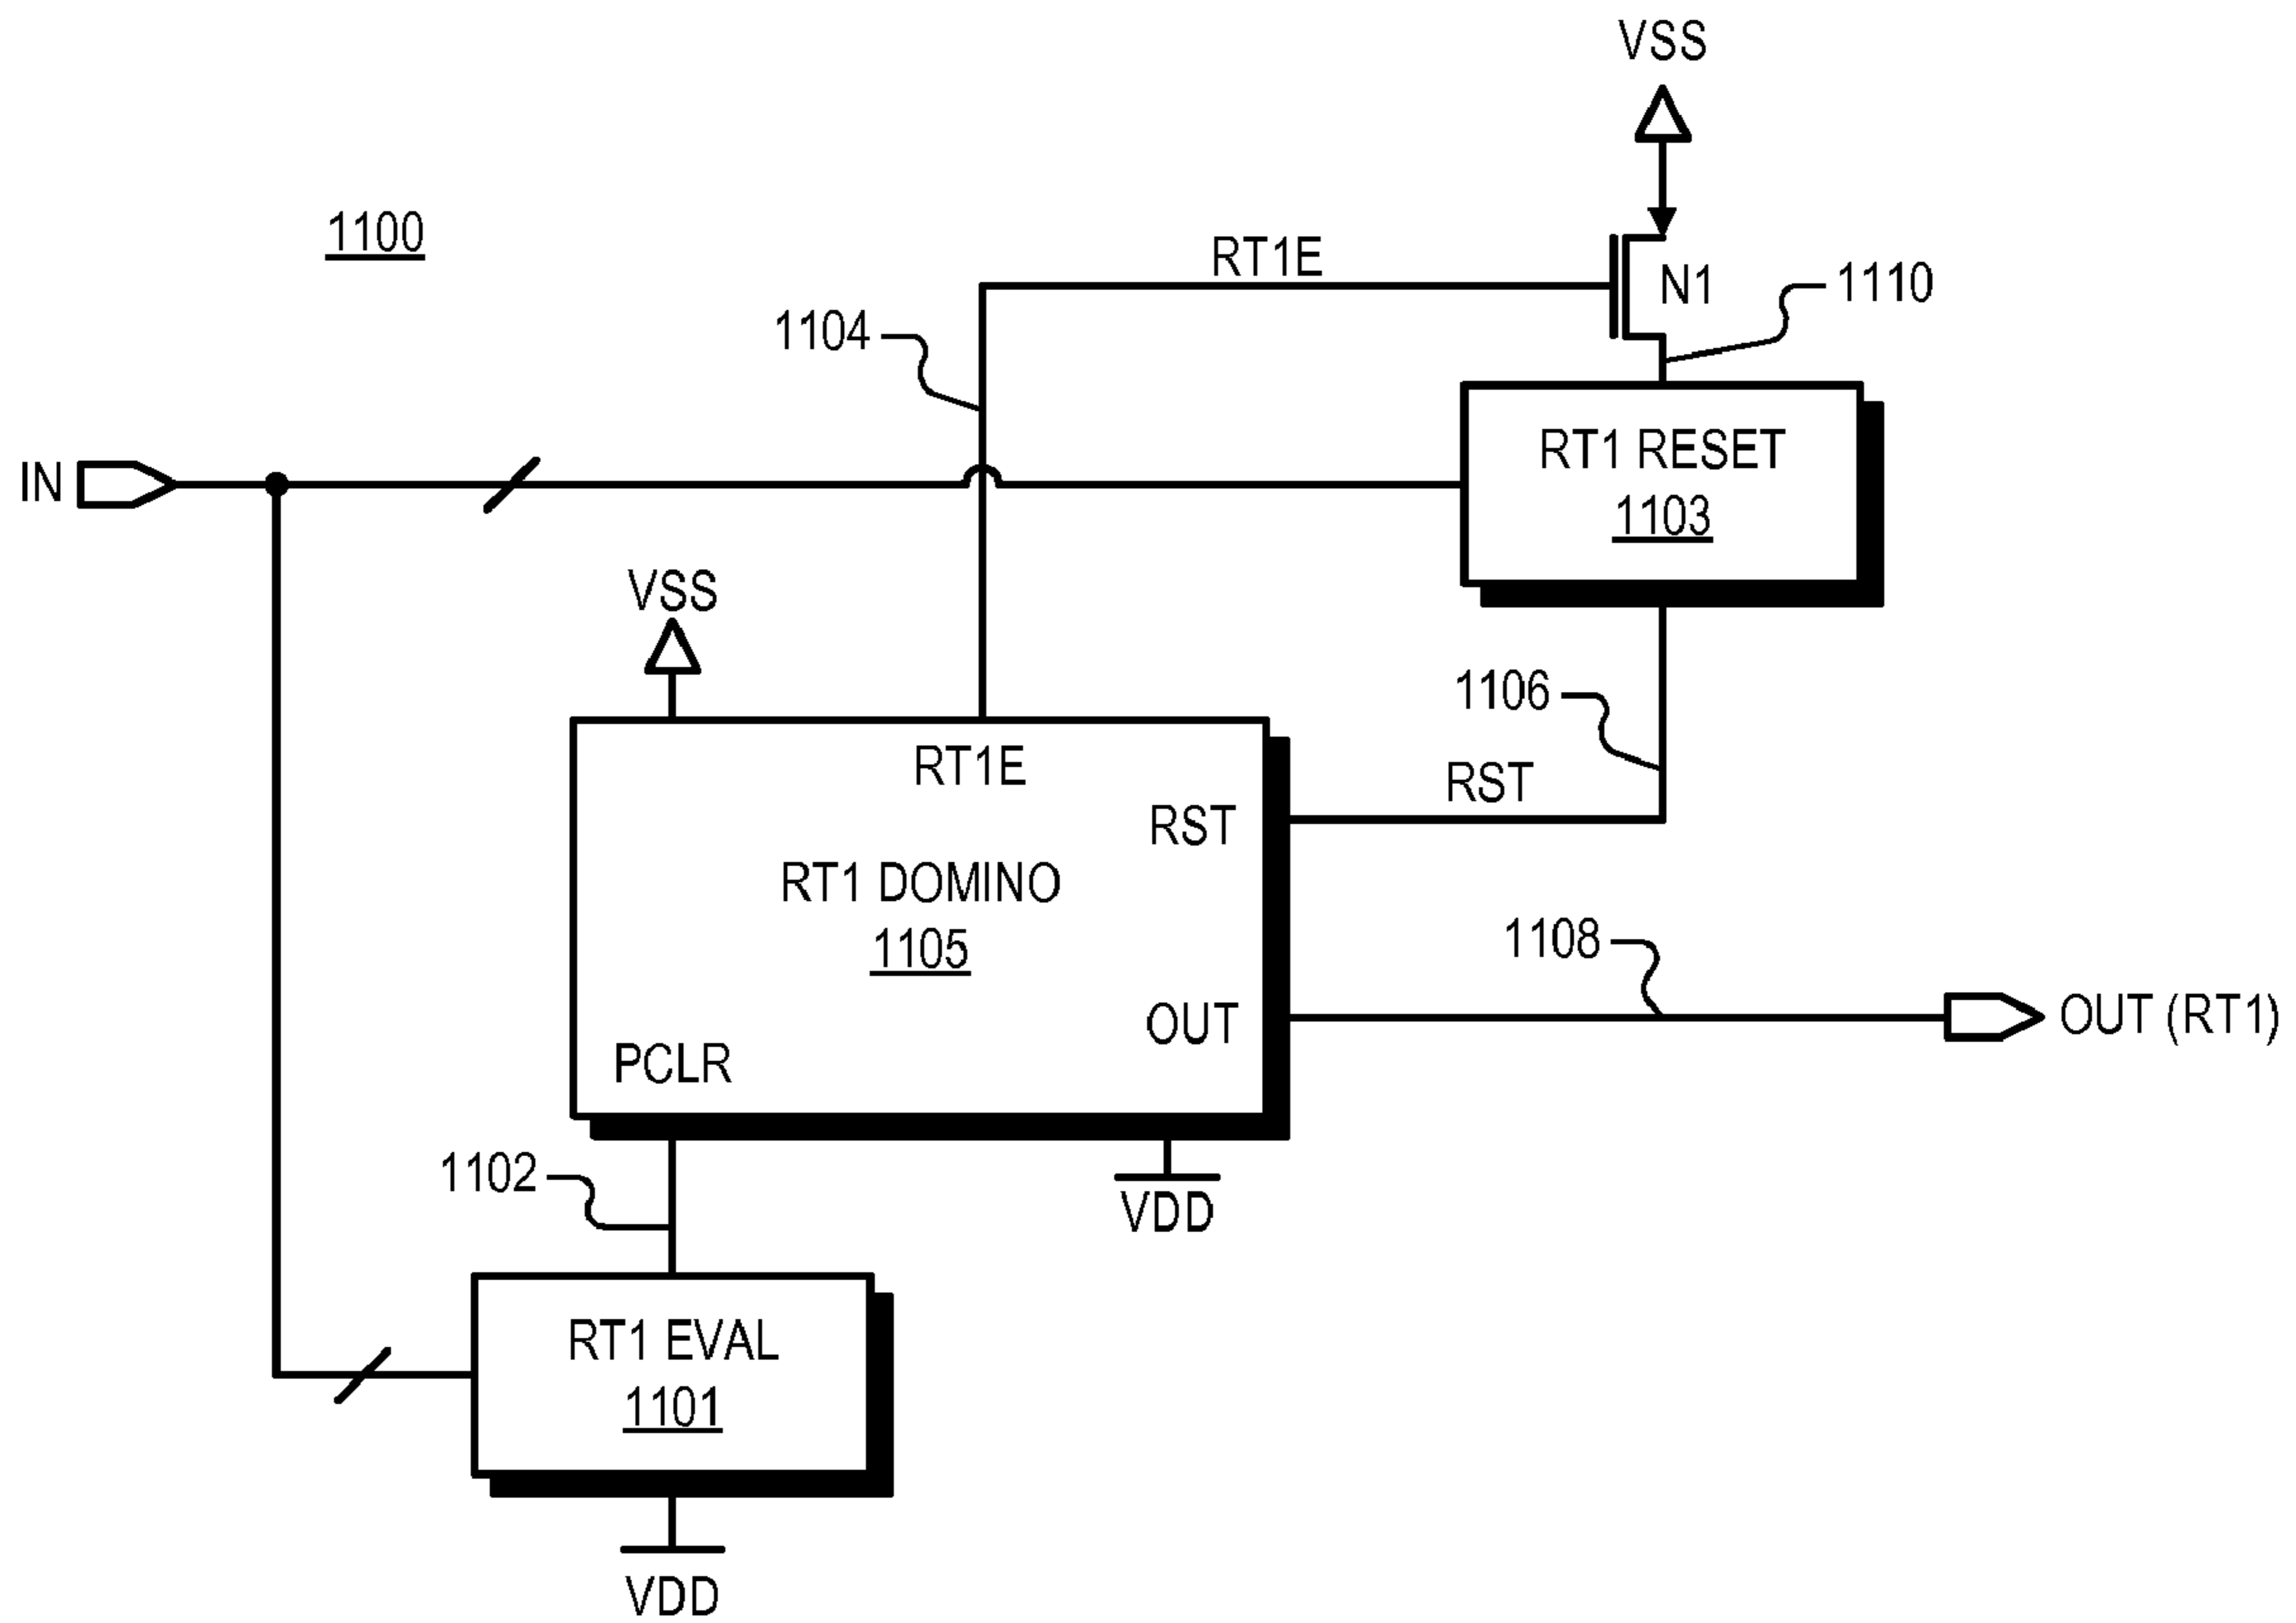 VSS
1100
RT1E
N1
1110
1104
IN
RT1 RESET
1103
VSS
1106
RT1E
RST
RST
RT1 DOMINO
1105
1108
OUT
OUT (RT1)
PCLR
1102
VDD
RT1 EVAL
1101
VDD